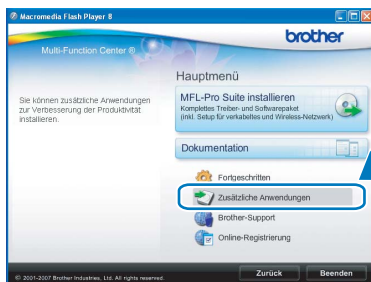 Macromedia Flash Player 8
brother
Multi-Function Center ®
Hauptmenü
Sie können zusätzliche Anwendungen
zur Verbesserung der Produktivität
installieren.
MFL-Pro Suite installieren
Komplettes Treiber- und Softwarepaket
(inkl. Setup für verkabeltes und Wireless-Netzwerk)
Dokumentation
Fortgeschritten
Zusätzliche Anwendungen
Brother-Support
Online-Registrierung
© 2001-2007 Brother Industries, Ltd. All rights reserved.
Zurück
Beenden